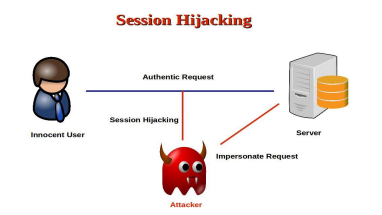 Session Hijacking
Authentic Request
Session Hijacking
Innocent User
Server
Impersonate Request
Attacker